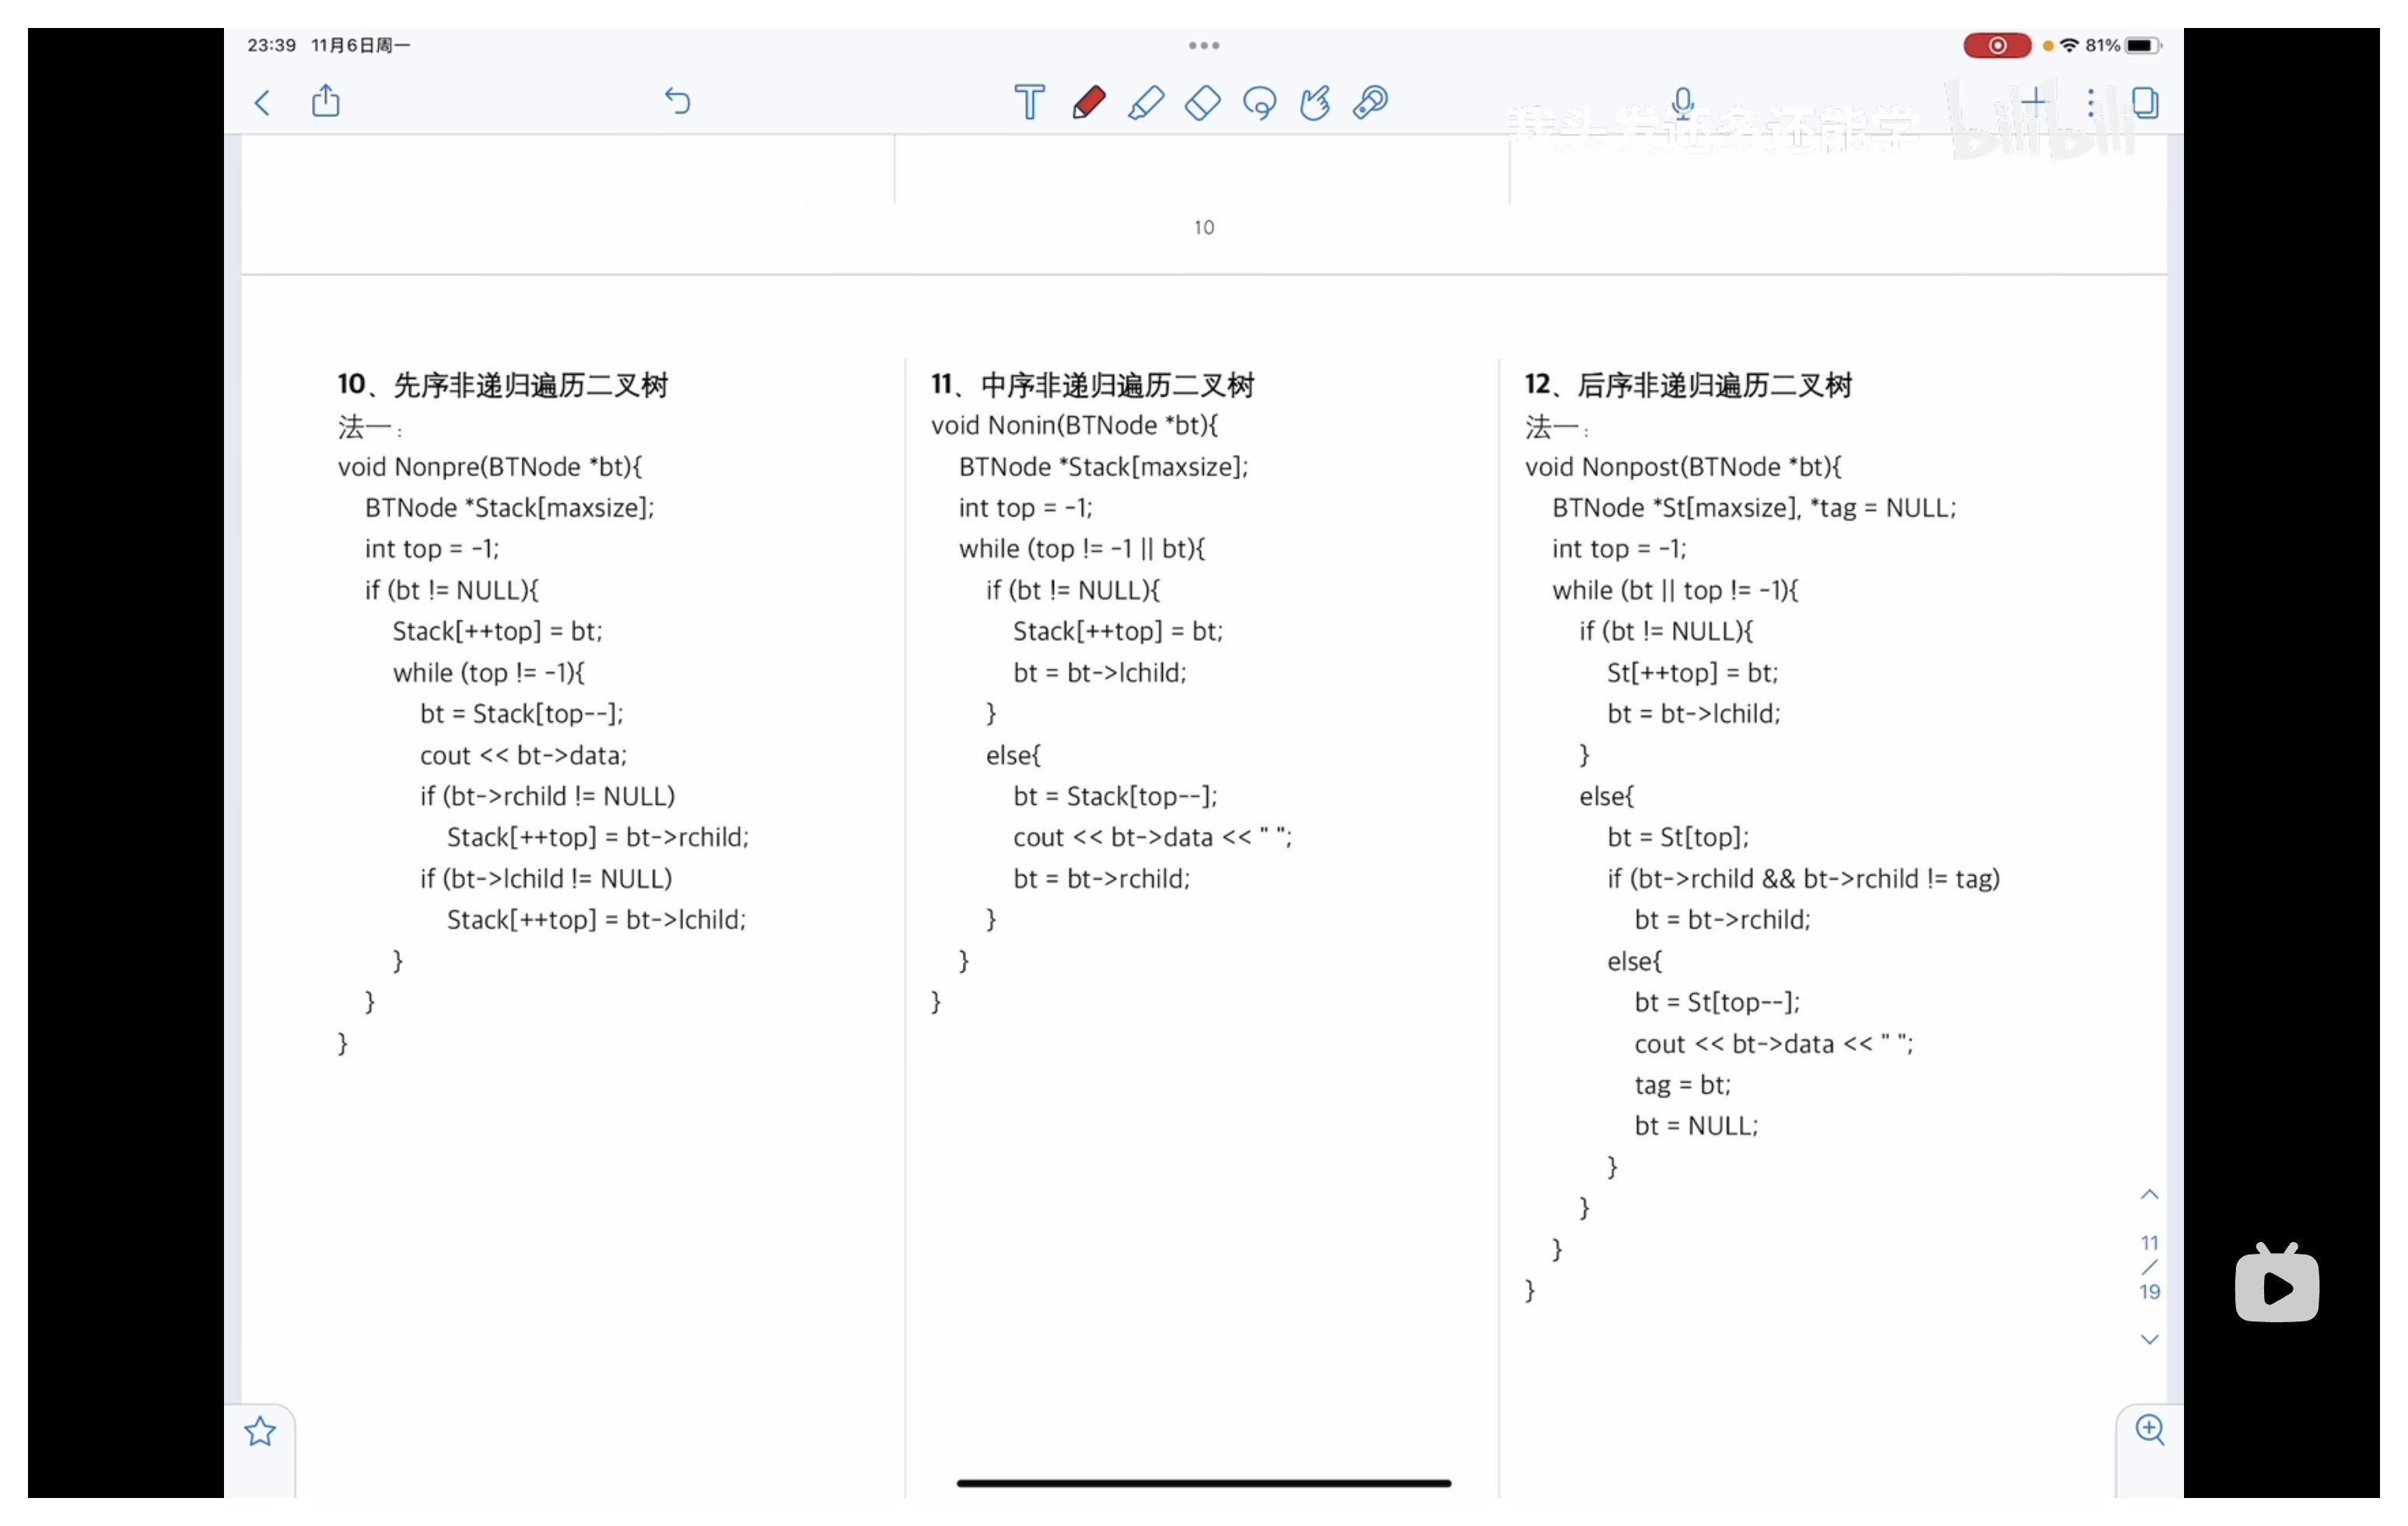 23:39 11月6日周一
81%
我头发还多还能学 bilibili
10
10、先序非递归遍历二叉树
法一：
void Nonpre(BTNode *bt){
BTNode *Stack[maxsize];
int top = -1;
if (bt != NULL){
Stack[++top] = bt;
while (top != -1){
bt = Stack[top--];
cout << bt->data;
if (bt->rchild != NULL)
Stack[++top] = bt->rchild;
if (bt->lchild != NULL)
Stack[++top] = bt->lchild;
}
}
}
11、中序非递归遍历二叉树
void Nonin(BTNode *bt){
BTNode *Stack[maxsize];
int top = -1;
while (top != -1 || bt){
if (bt != NULL){
Stack[++top] = bt;
bt = bt->lchild;
}
else{
bt = Stack[top--];
cout << bt->data << " ";
bt = bt->rchild;
}
}
}
12、后序非递归遍历二叉树
法一：
void Nonpost(BTNode *bt){
BTNode *St[maxsize], *tag = NULL;
int top = -1;
while (bt || top != -1){
if (bt != NULL){
St[++top] = bt;
bt = bt->lchild;
}
else{
bt = St[top];
if (bt->rchild && bt->rchild != tag)
bt = bt->rchild;
else{
bt = St[top--];
cout << bt->data << " ";
tag = bt;
bt = NULL;
}
}
}
}
11
/
19